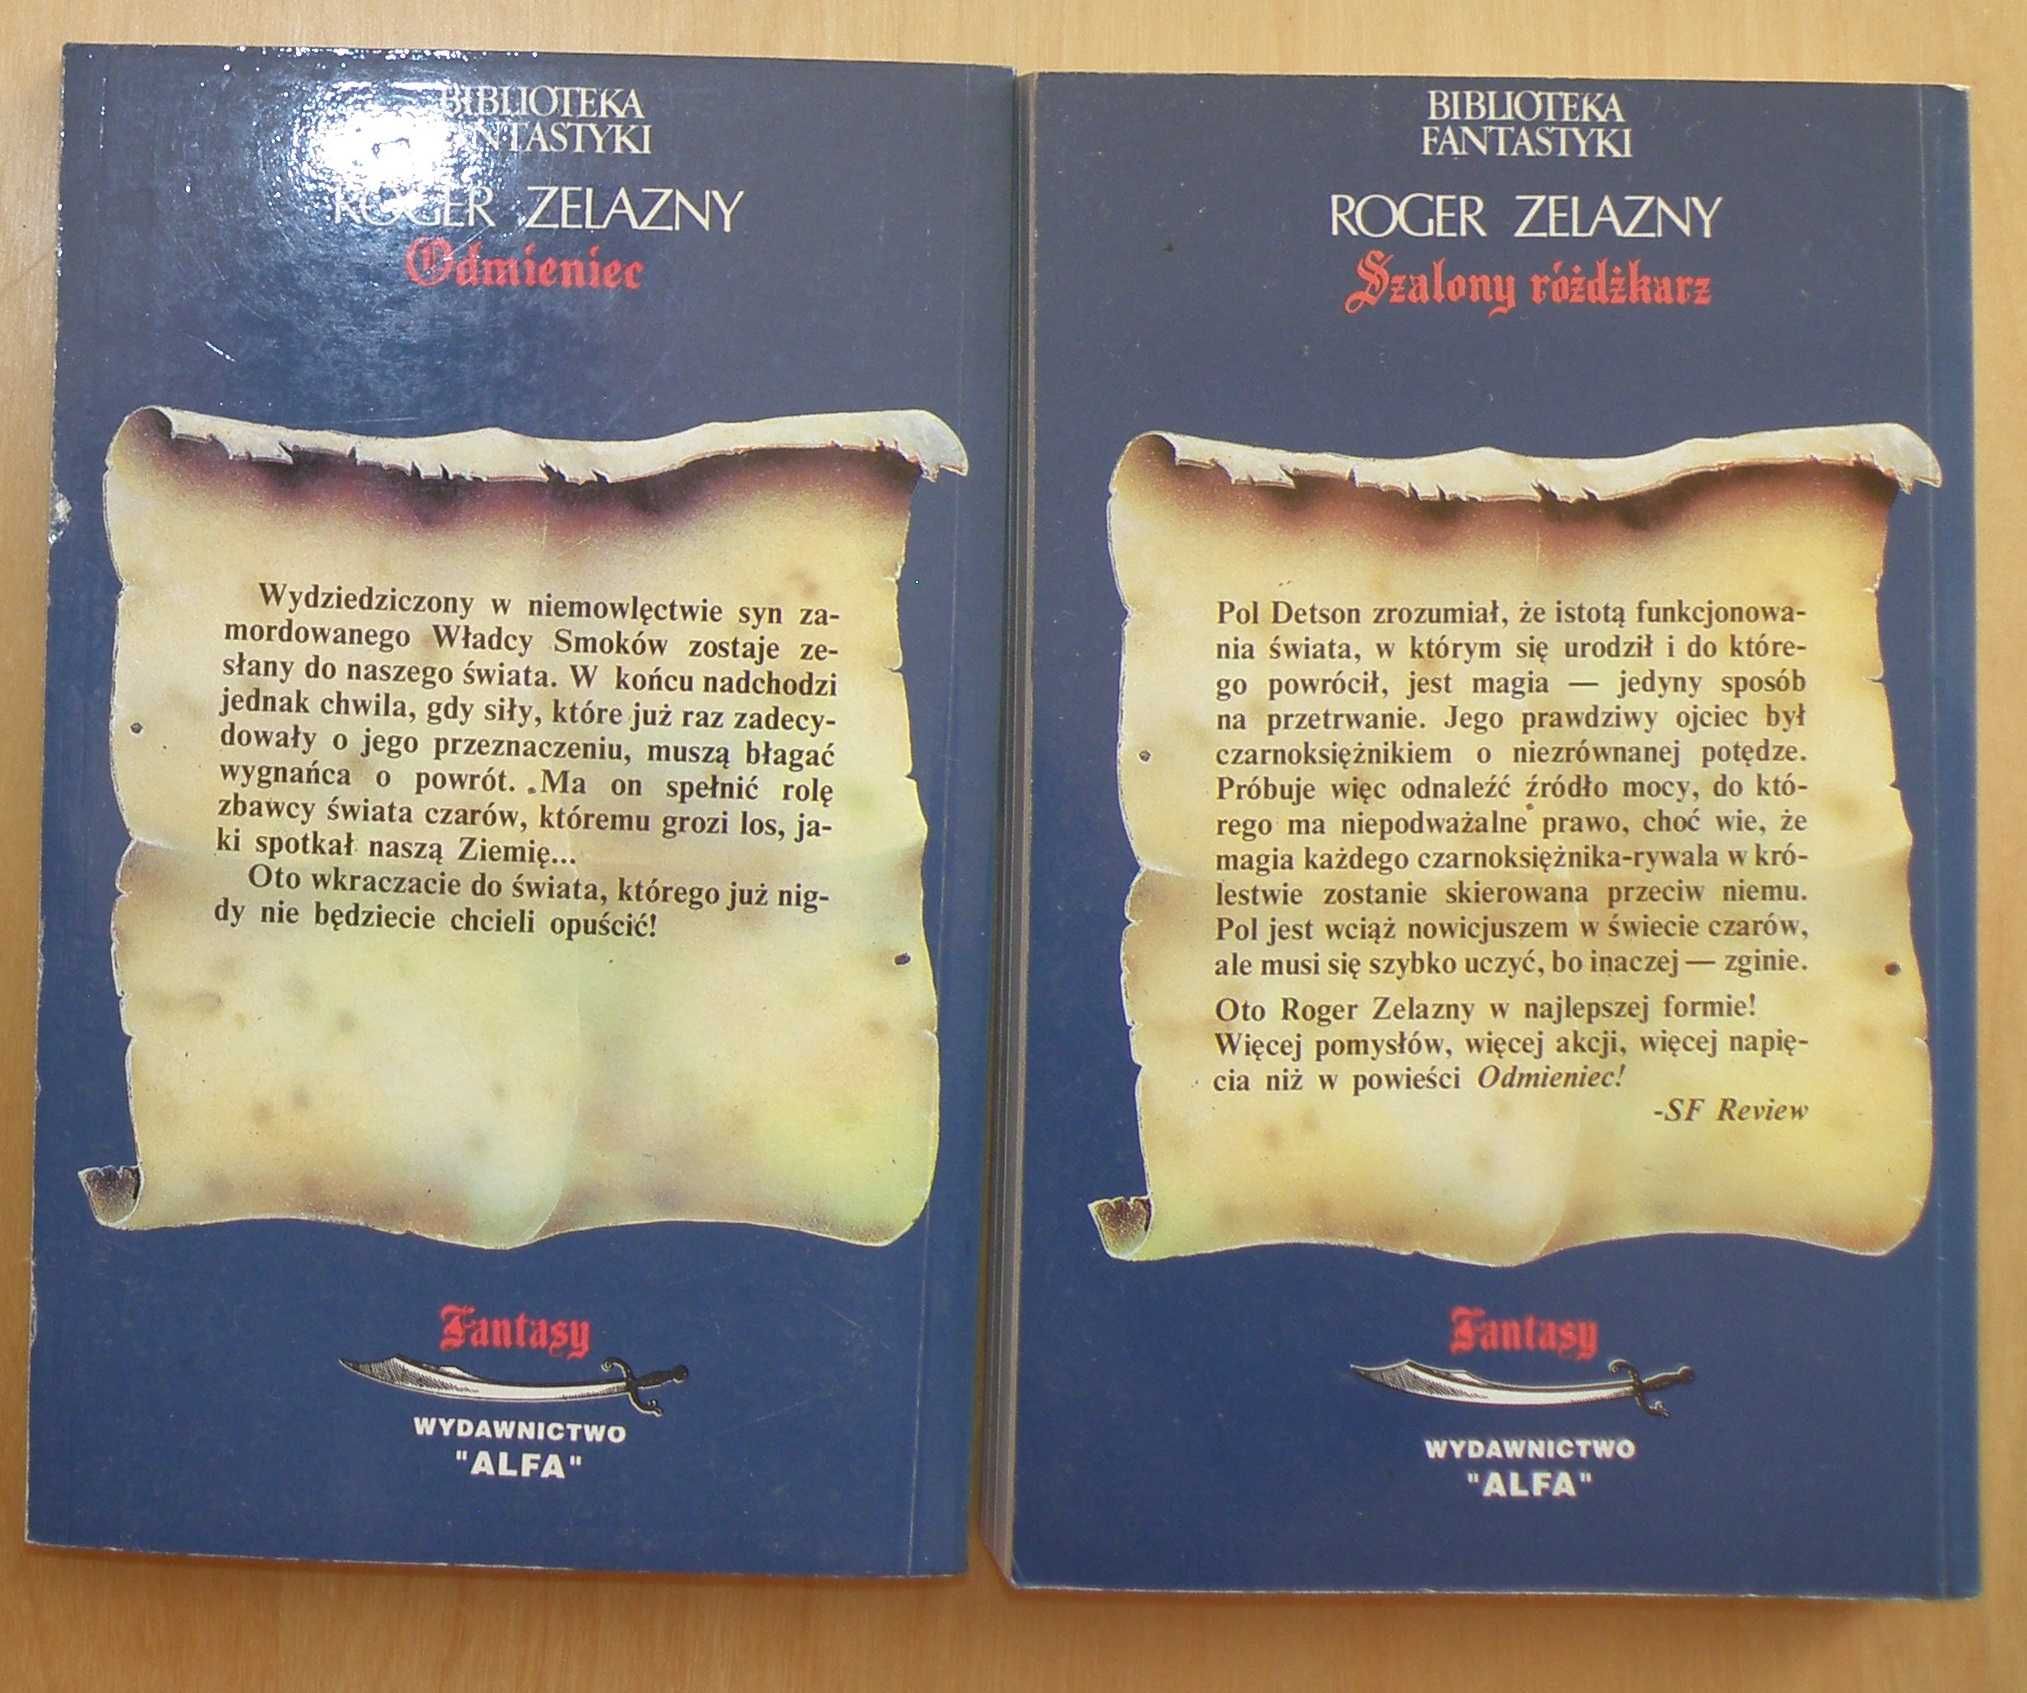 BIBLIOTEKA
FANTASTYKI
ROGER ZELAZNY
Odmieniec
Wydziedziczony w niemowlęctwie syn za-
mordowanego Władcy Smoków zostaje ze-
słany do naszego świata. W końcu nadchodzi
jednak chwila, gdy siły, które już raz zadecy-
dowały o jego przeznaczeniu, muszą błagać
wygnańca o powrót. Ma on spełnić rolę
zbawcy świata czarów, któremu grozi los, ja-
ki spotkał naszą Ziemię...
Oto wkraczacie do świata, którego już nig-
dy nie będziecie chcieli opuścić!
Fantasy
WYDAWNICTWO
"ALFA"
BIBLIOTEKA
FANTASTYKI
ROGER ZELAZNY
Szalony różdżkarz
Pol Detson zrozumiał, że istotą funkcjonowa-
nia świata, w którym się urodził i do które-
go powrócił, jest magia — jedyny sposób
na przetrwanie. Jego prawdziwy ojciec był
czarnoksiężnikiem o niezrównanej potędze.
Próbuje więc odnaleźć źródło mocy, do któ-
rego ma niepodważalne prawo, choć wie, że
magia każdego czarnoksiężnika-rywala w kró-
lestwie zostanie skierowana przeciw niemu.
Pol jest wciąż nowicjuszem w świecie czarów,
ale musi się szybko uczyć, bo inaczej — zginie.
Oto Roger Zelazny w najlepszej formie!
Więcej pomysłów, więcej akcji, więcej napię-
cia niż w powieści Odmieniec!
-SF Review
Fantasy
WYDAWNICTWO
"ALFA"